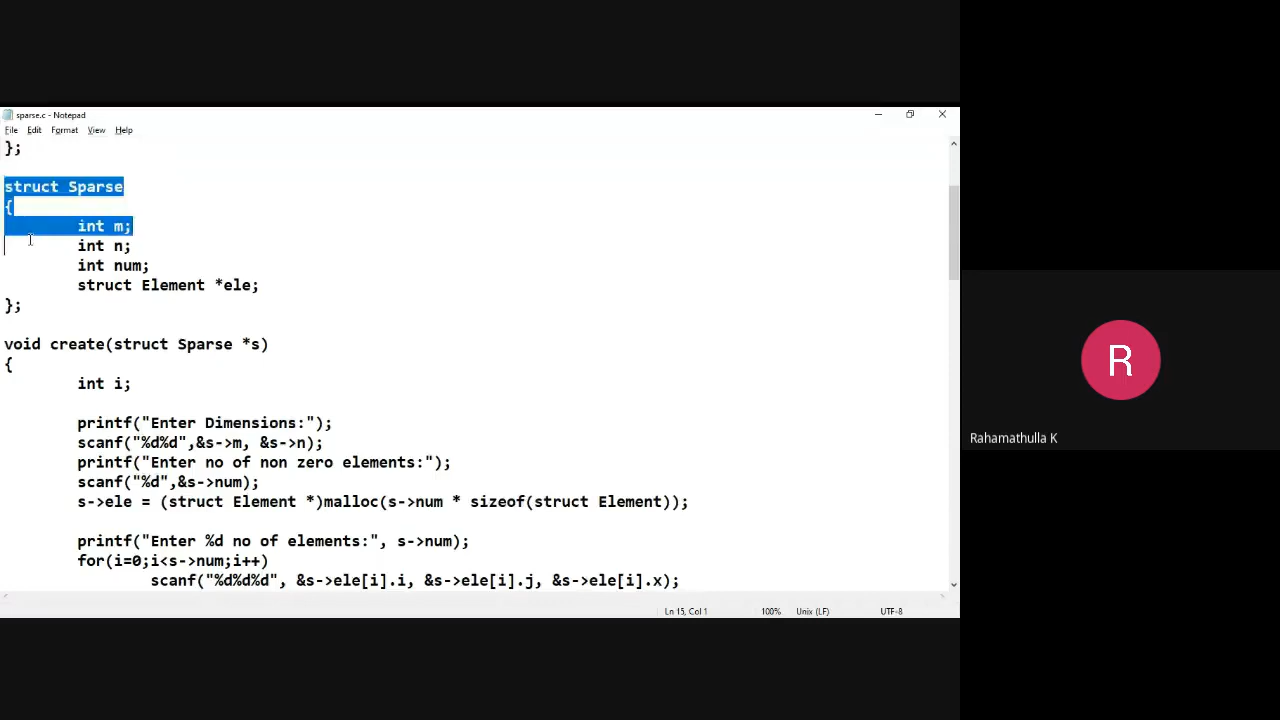 sparse.c - Notepad
File Edit Format View Help
};
struct Sparse
{
int m;
int n;
int num;
struct Element *ele;
};
void create(struct Sparse *s)
{
int i;
printf("Enter Dimensions:");
scanf("%d%d",&s->m, &s->n);
printf("Enter no of non zero elements:");
scanf("%d",&s->num);
s->ele = (struct Element *)malloc(s->num * sizeof(struct Element));
printf("Enter %d no of elements:", s->num);
for(i=0;i<s->num;i++)
scanf("%d%d%d", &s->ele[i].i, &s->ele[i].j, &s->ele[i].x);
Ln 15, Col 1 100% Unix (LF) UTF-8
R
Rahamathulla K